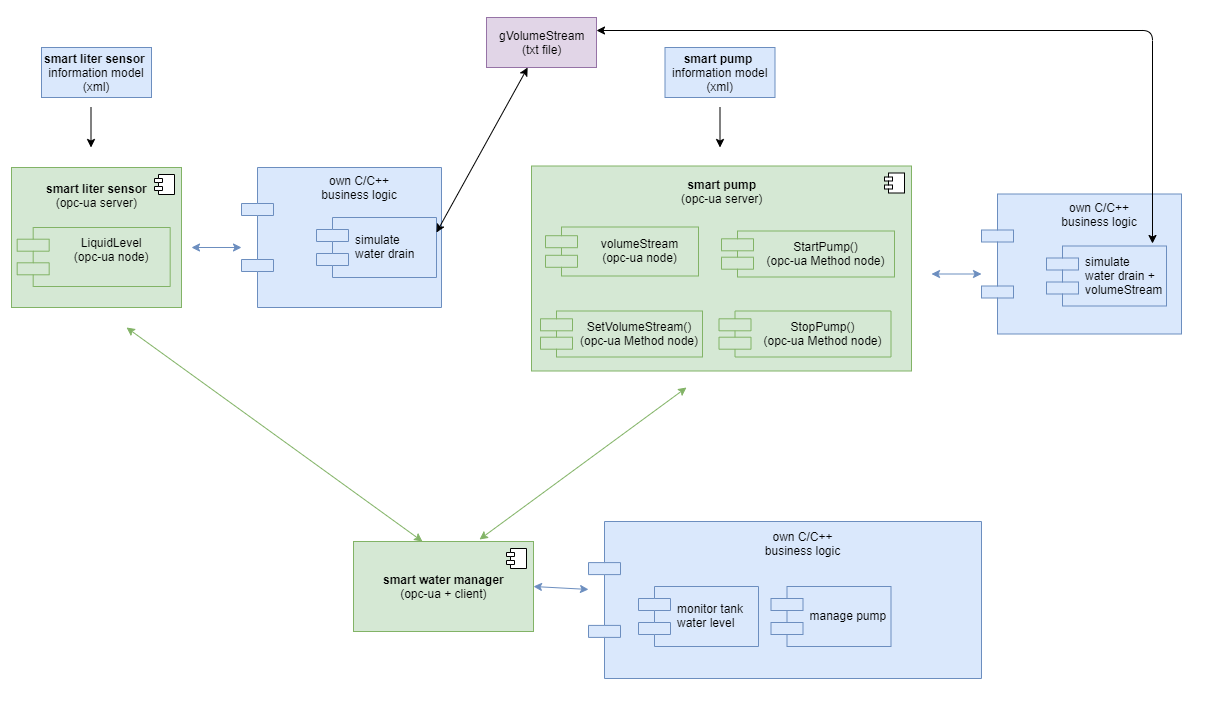 gVolumeStream
(txt file)
smart liter sensor
information model
(xml)
smart pump
information model
(xml)
smart liter sensor
(opc-ua server)
LiquidLevel
(opc-ua node)
own C/C++
business logic
simulate
water drain
smart pump
(opc-ua server)
volumeStream
(opc-ua node)
StartPump()
(opc-ua Method node)
SetVolumeStream()
(opc-ua Method node)
StopPump()
(opc-ua Method node)
own C/C++
business logic
simulate
water drain +
volumeStream
smart water manager
(opc-ua + client)
own C/C++
business logic
monitor tank
water level
manage pump